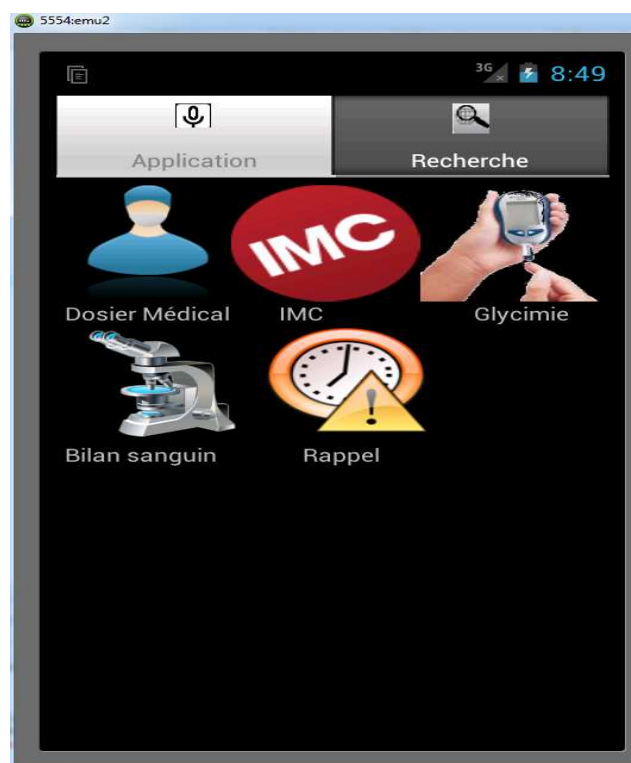 5554:emu2
3G 8:49
Application Recherche
IMC
Dosier Médical IMC Glycimie
Bilan sanguin Rappel